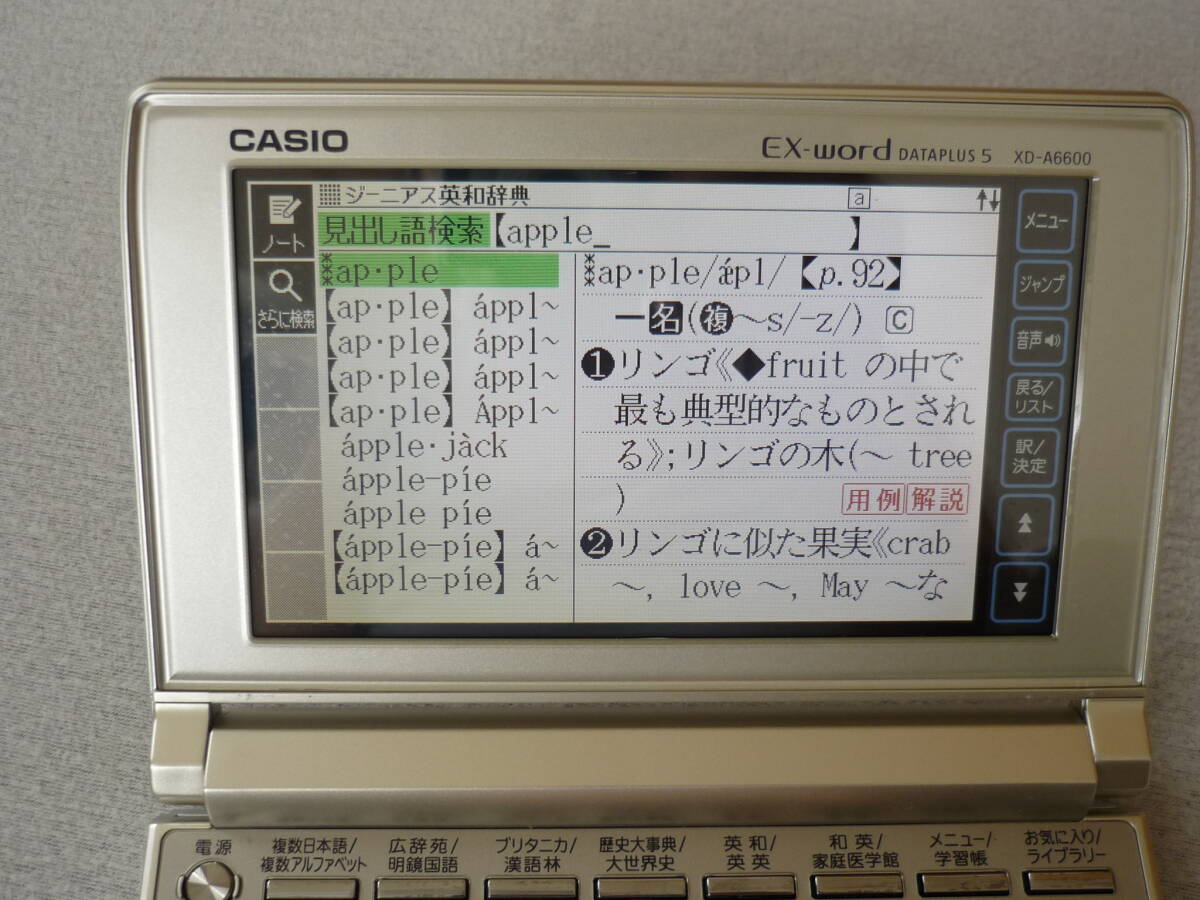 CASIO
EX-word DATAPLUS 5 XD-A6600
ノート
さらに検索
ジーニアス英和辞典 a
見出し語検索【apple_ 】
ap·ple
【ap·ple】 áppl~
【ap·ple】 áppl~
【ap·ple】 áppl~
【ap·ple】 Áppl~
ápple·jàck
ápple-píe
ápple píe
【ápple-píe】 á~
【ápple-píe】 á~
ap·ple/ǽpl/ 【p.92】
―名(複~s/-z/) C
❶リンゴ《◆fruit の中で
最も典型的なものとされ
る》;リンゴの木(~ tree
)
用例 解説
❷リンゴに似た果実《crab
~, love ~, May ~な
メニュー
ジャンプ
音声
戻る/
リスト
訳/
決定
電源
複数日本語/
複数アルファベット
広辞苑/
明鏡国語
ブリタニカ/
漢語林
歴史大事典/
大世界史
英和/
英英
和英/
家庭医学館
メニュー/
学習帳
お気に入り/
ライブラリー